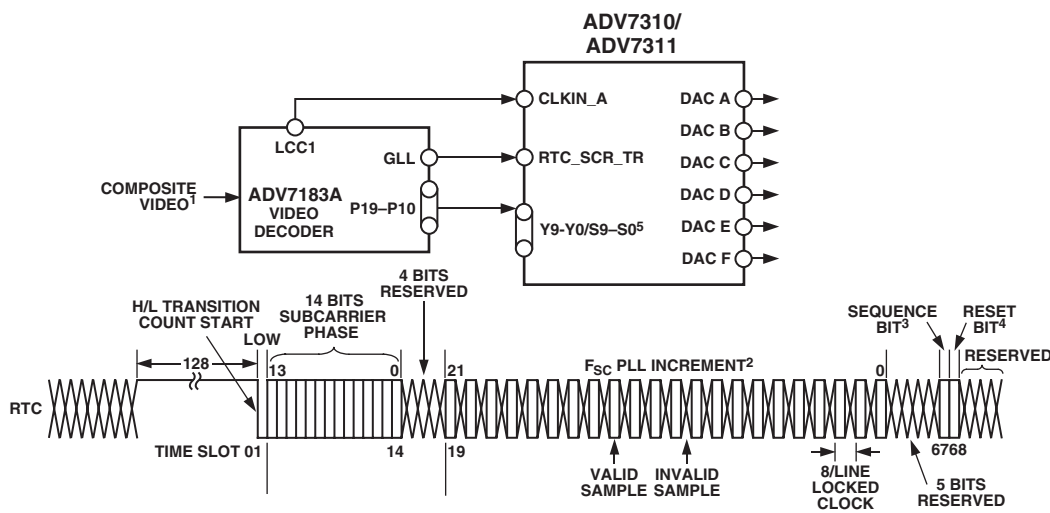 ADV7310/
ADV7311
CLKIN_A
DAC A
DAC B
LCC1
GLL
RTC_SCR_TR
DAC C
COMPOSITE
VIDEO1
ADV7183A
VIDEO
DECODER
P19–P10
DAC D
Y9-Y0/S9–S05
DAC E
DAC F
4 BITS
RESERVED
H/L TRANSITION
COUNT START
14 BITS
SUBCARRIER
PHASE
LOW
SEQUENCE
BIT3
RESET
BIT4
RESERVED
128
13
0
21
FSC PLL INCREMENT2
0
RTC
TIME SLOT 01
14
19
6768
VALID
SAMPLE
INVALID
SAMPLE
8/LINE
LOCKED
CLOCK
5 BITS
RESERVED